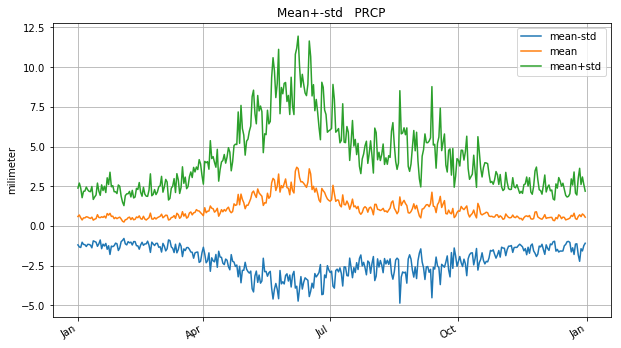 Mean+-std   PRCP
12.5
10.0
7.5
5.0
2.5
0.0
−2.5
−5.0
milimeter
mean-std
mean
mean+std
Jan
Apr
Jul
Oct
Jan